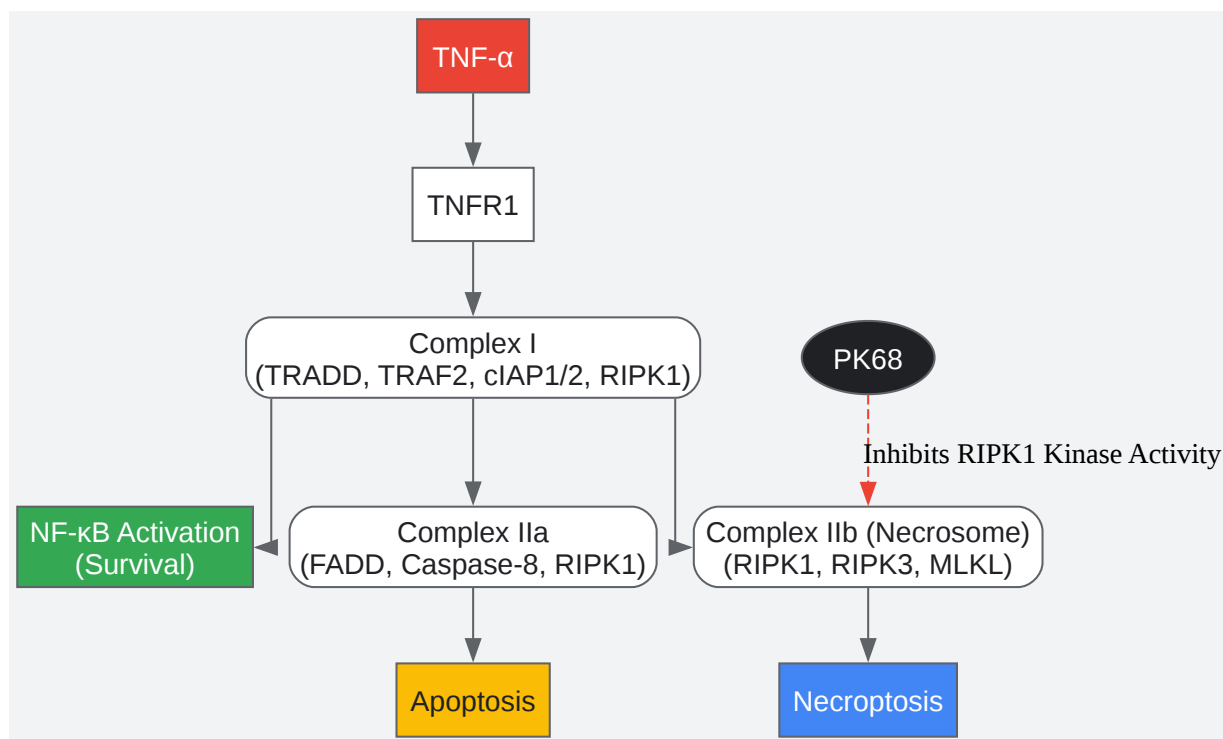 TNF-α
TNFR1
Complex I
(TRADD, TRAF2, cIAP1/2, RIPK1)
PK68
Inhibits RIPK1 Kinase Activity
NF-κB Activation
(Survival)
Complex IIa
(FADD, Caspase-8, RIPK1)
Complex IIb (Necrosome)
(RIPK1, RIPK3, MLKL)
Apoptosis
Necroptosis